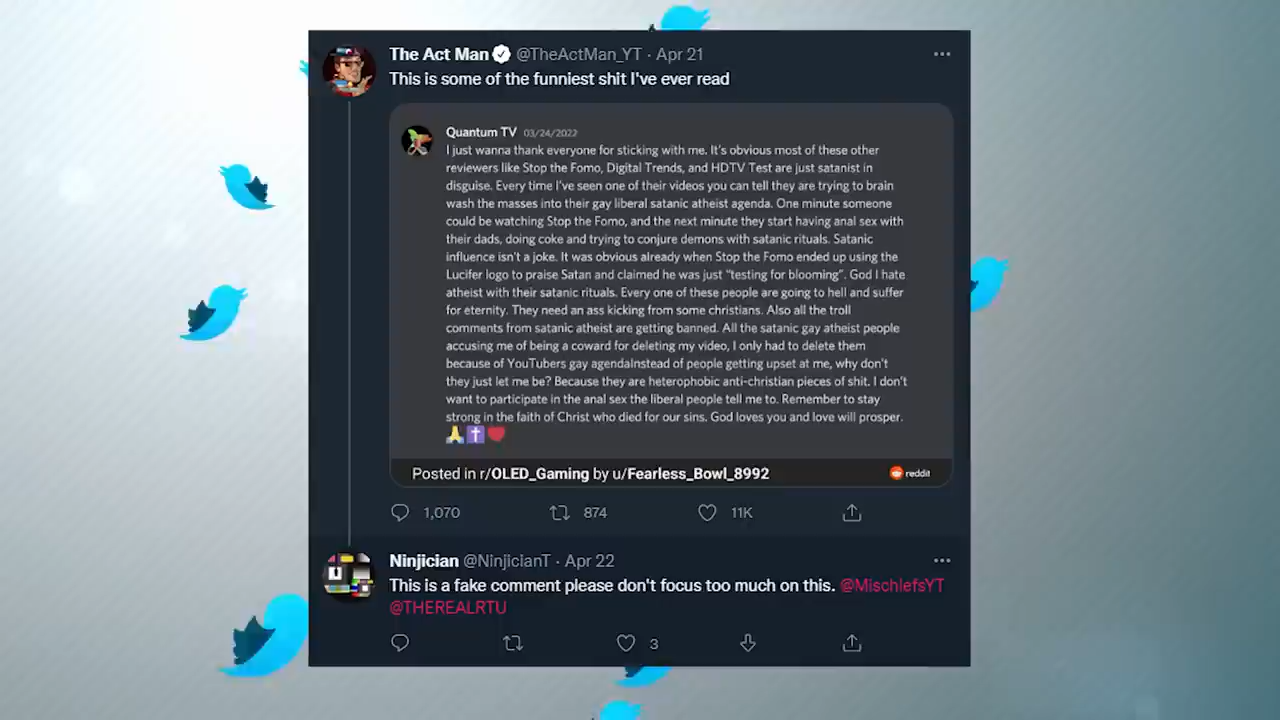 The Act Man @TheActMan_YT · Apr 21
This is some of the funniest shit I've ever read
Quantum TV 03/24/2022
I just wanna thank everyone for sticking with me. It's obvious most of these other
reviewers like Stop the Fomo, Digital Trends, and HDTV Test are just satanist in
disguise. Every time I've seen one of their videos you can tell they are trying to brain
wash the masses into their gay liberal satanic atheist agenda. One minute someone
could be watching Stop the Fomo, and the next minute they start having anal sex with
their dads, doing coke and trying to conjure demons with satanic rituals. Satanic
influence isn't a joke. It was obvious already when Stop the Fomo ended up using the
Lucifer logo to praise Satan and claimed he was just "testing for blooming". God I hate
atheist with their satanic rituals. Every one of these people are going to hell and suffer
for eternity. They need an ass kicking from some christians. Also all the troll
comments from satanic atheist are getting banned. All the satanic gay atheist people
accusing me of being a coward for deleting my video, I only had to delete them
because of YouTubers gay agendaInstead of people getting upset at me, why don't
they just let me be? Because they are heterophobic anti-christian pieces of shit. I don't
want to participate in the anal sex the liberal people tell me to. Remember to stay
strong in the faith of Christ who died for our sins. God loves you and love will prosper.
🙏✝️❤️
Posted in r/OLED_Gaming by u/Fearless_Bowl_8992 reddit
1,070 874 11K
Ninjician @NinjicianT · Apr 22
This is a fake comment please don't focus too much on this. @MischiefsYT
@THEREALRTU
3